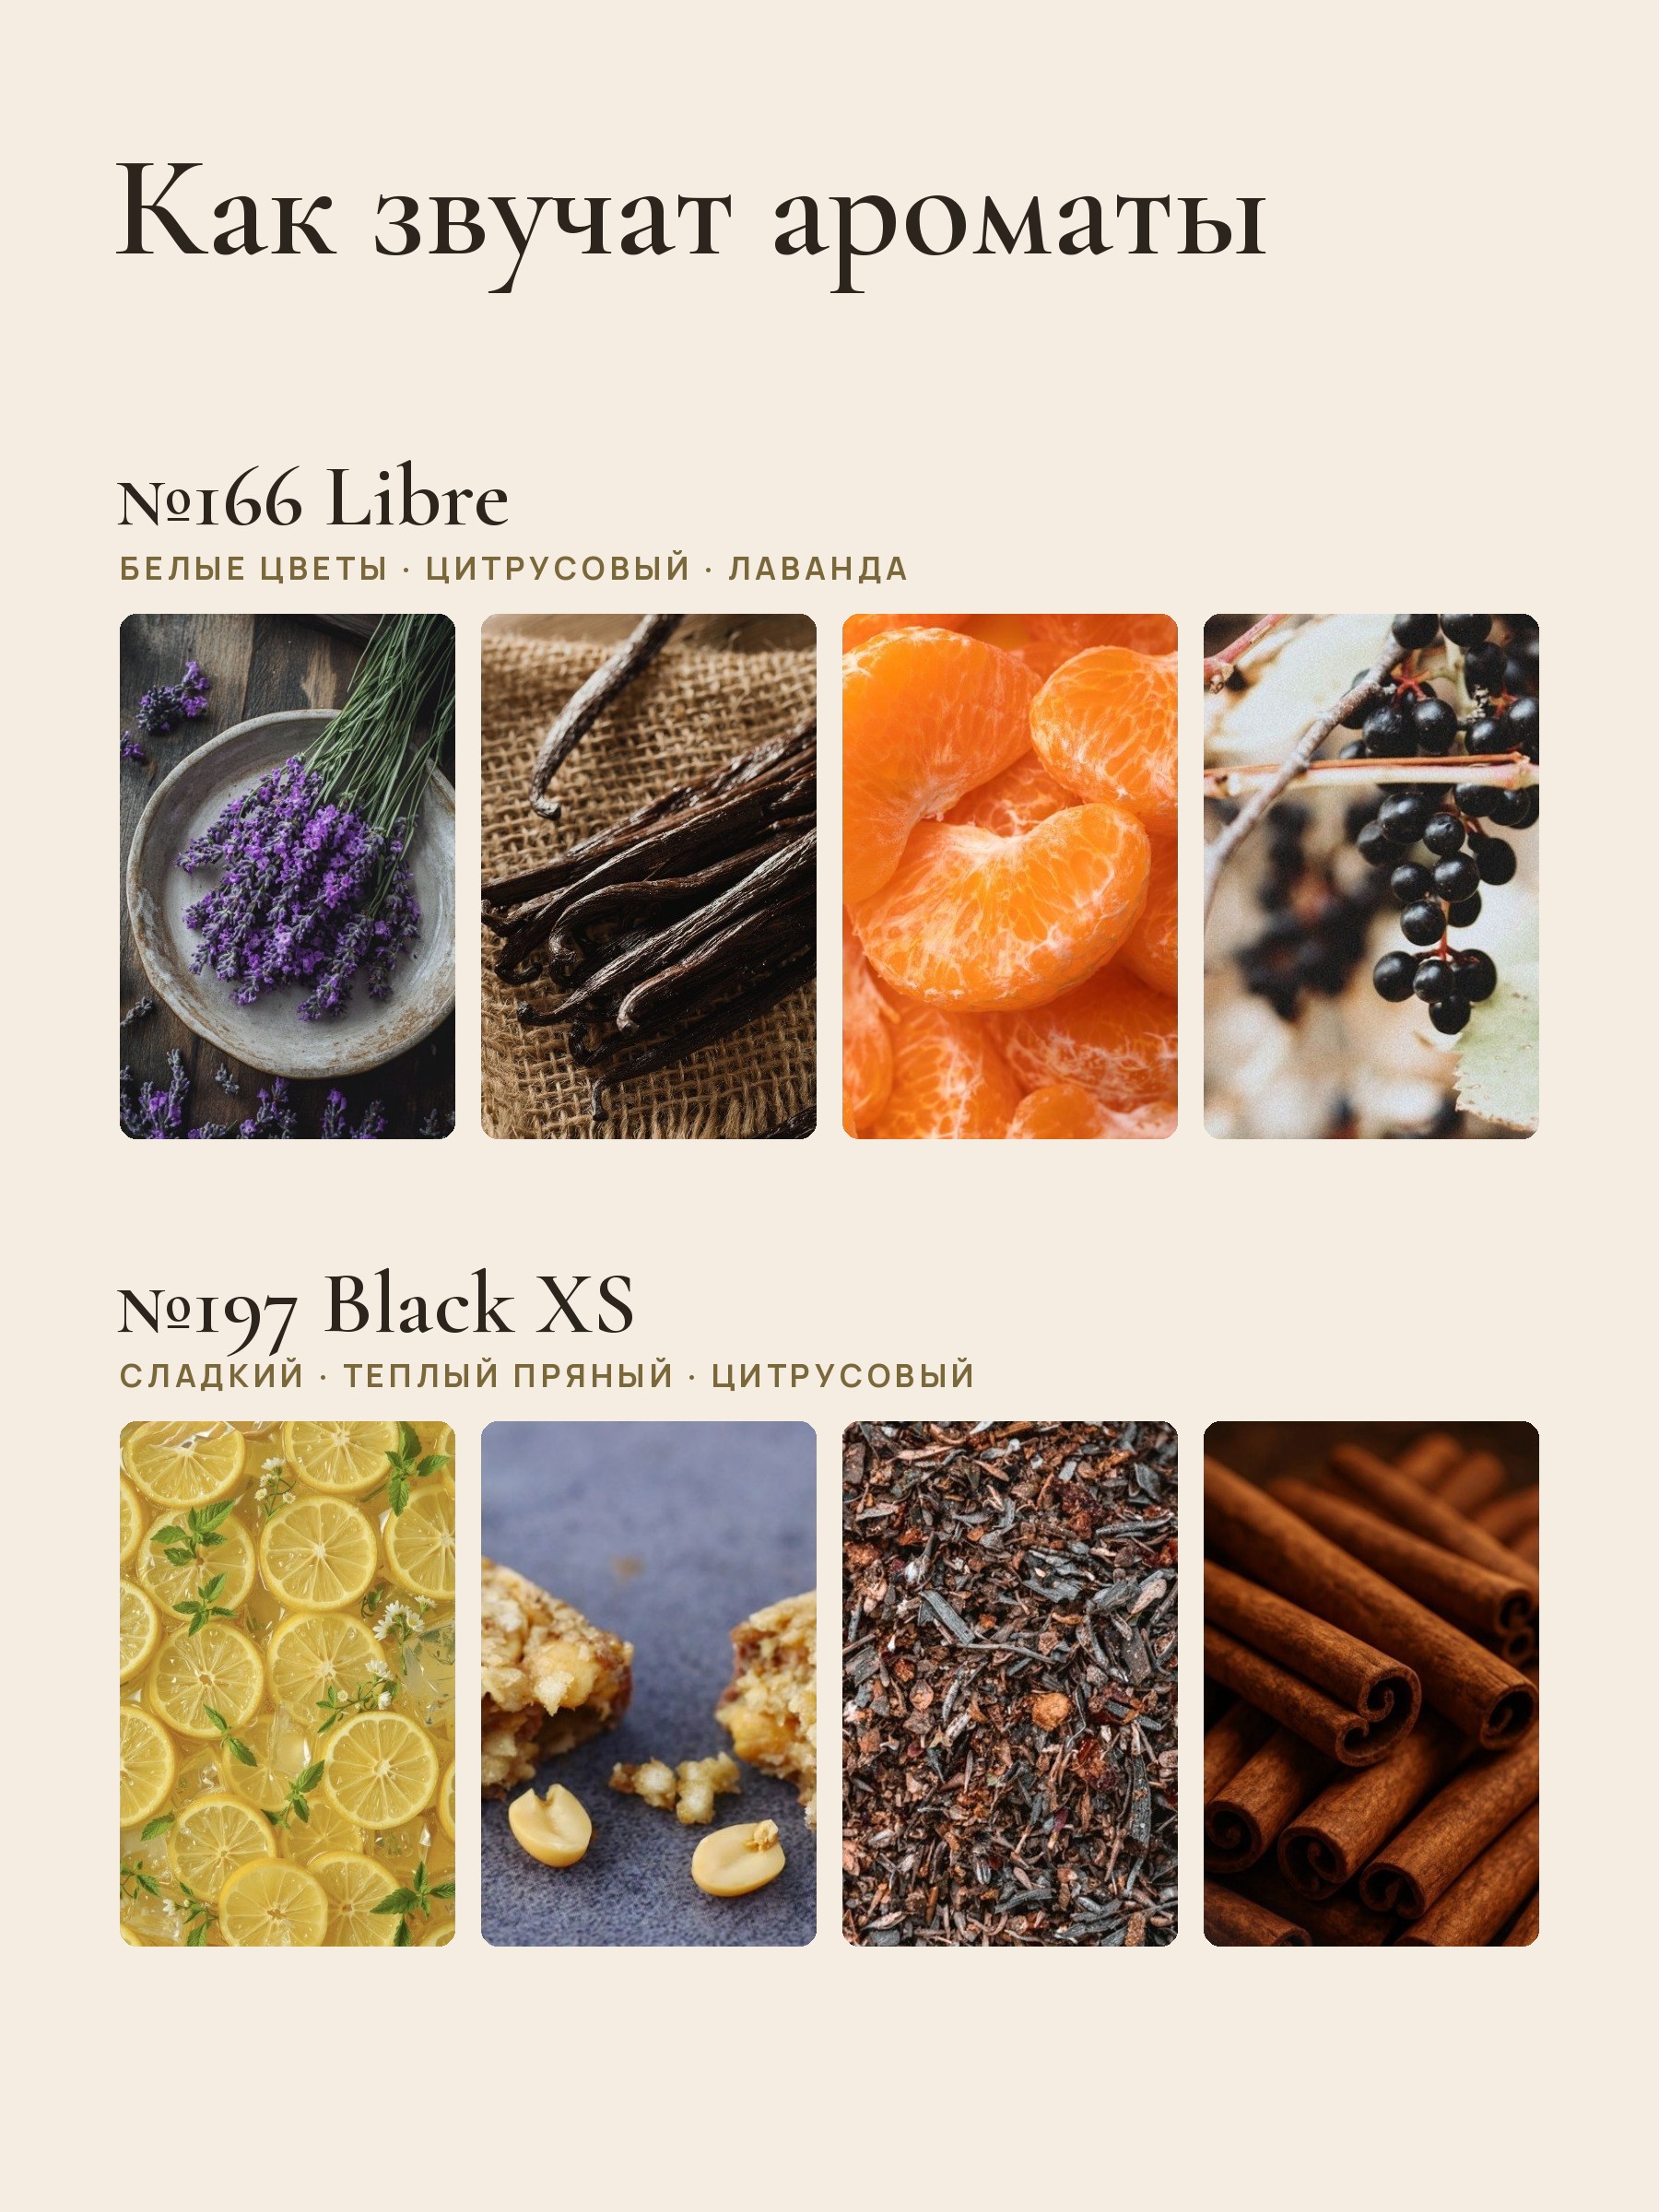 Как звучат ароматы
№166 Libre
БЕЛЫЕ ЦВЕТЫ · ЦИТРУСОВЫЙ · ЛАВАНДА
№197 Black XS
СЛАДКИЙ · ТЕПЛЫЙ ПРЯНЫЙ · ЦИТРУСОВЫЙ